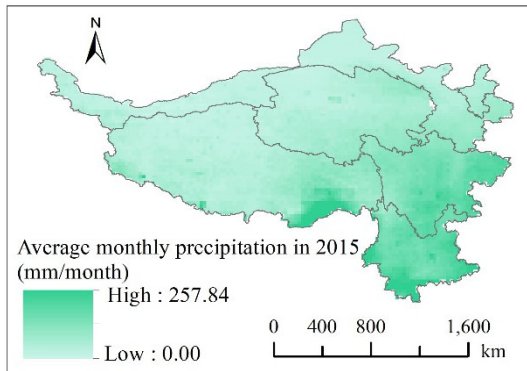 N
Average monthly precipitation in 2015
(mm/month)
High : 257.84
Low : 0.00
0 400 800 1,600
km